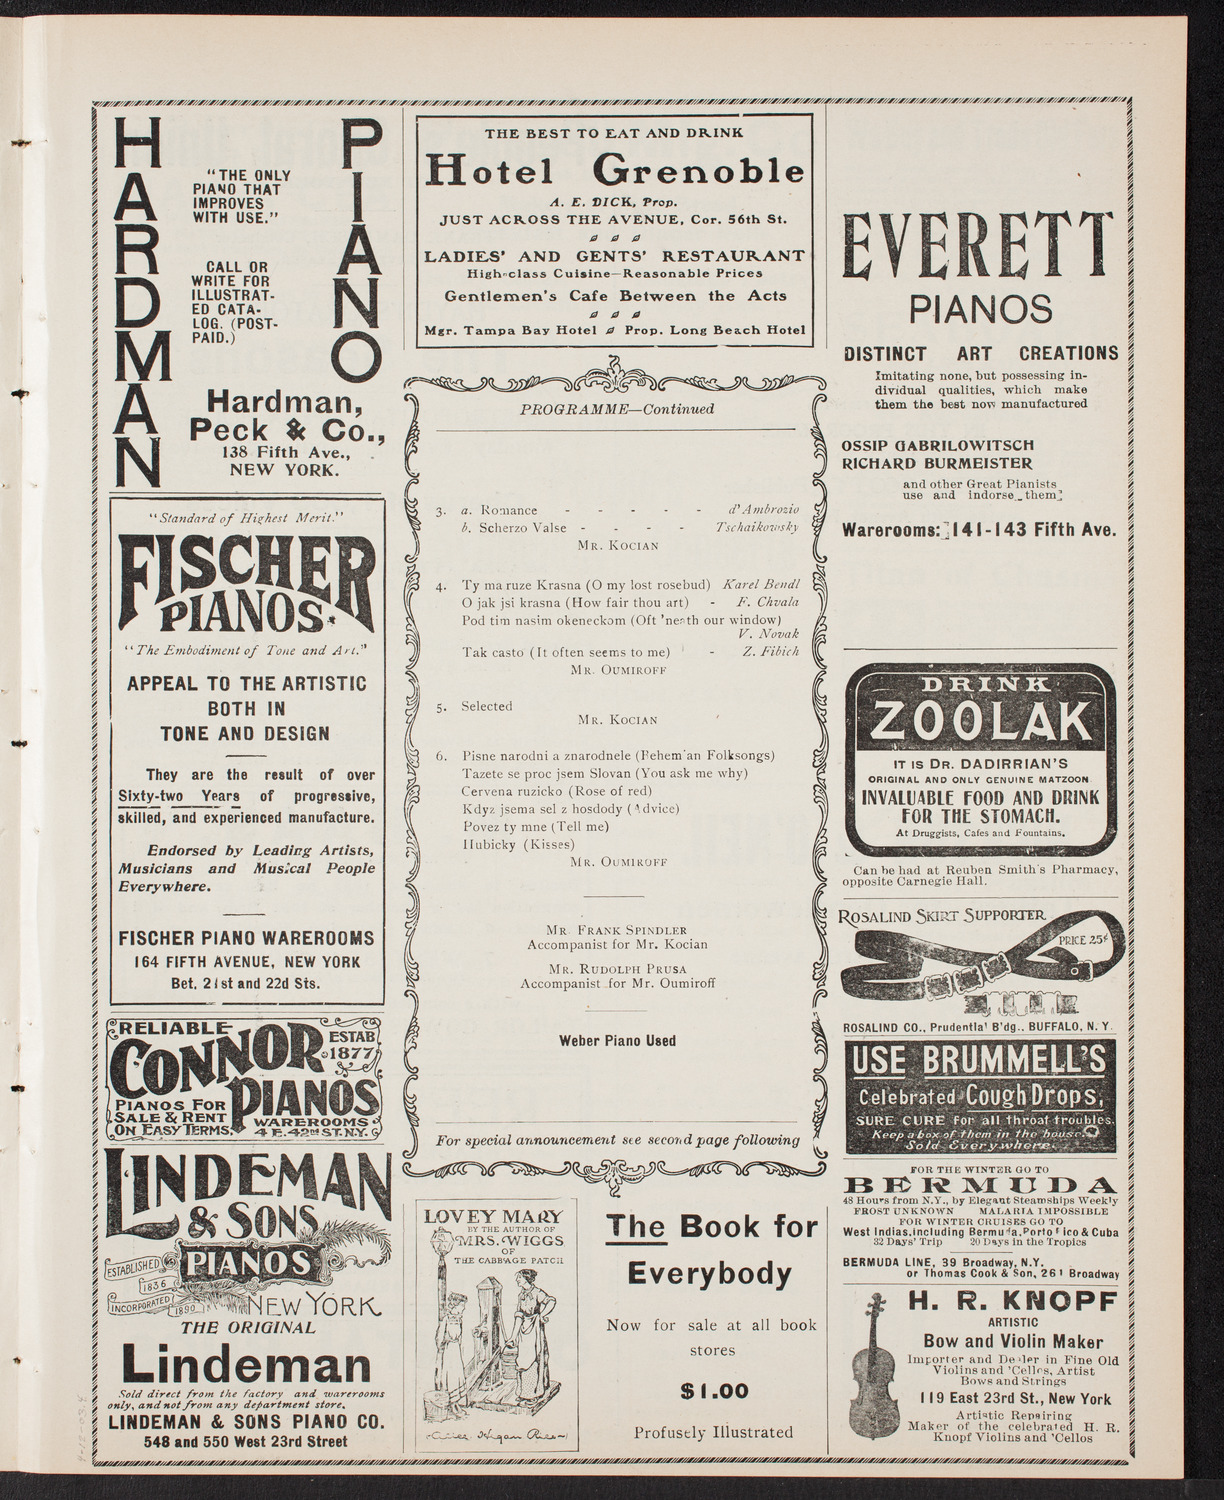 HARDMAN
PIANO
"THE ONLY
PIANO THAT
IMPROVES
WITH USE."
CALL OR
WRITE FOR
ILLUSTRAT-
ED CATA-
LOG. (POST-
PAID.)
Hardman,
Peck & Co.,
138 Fifth Ave.,
NEW YORK.
"Standard of Highest Merit."
FISCHER
PIANOS
"The Embodiment of Tone and Art."
APPEAL TO THE ARTISTIC
BOTH IN
TONE AND DESIGN
They are the result of over
Sixty-two Years of progressive,
skilled, and experienced manufacture.
Endorsed by Leading Artists,
Musicians and Musical People
Everywhere.
FISCHER PIANO WAREROOMS
164 FIFTH AVENUE, NEW YORK
Bet. 21st and 22d Sts.
RELIABLE
CONNOR
ESTAB
1877
PIANOS
PIANOS FOR
SALE & RENT
ON EASY TERMS.
WAREROOMS
4 E. 42ND ST. N.Y.
LINDEMAN
& SONS
PIANOS
ESTABLISHED
1836
INCORPORATED
1890
NEW YORK
THE ORIGINAL
Lindeman
Sold direct from the factory and warerooms
only, and not from any department store.
LINDEMAN & SONS PIANO CO.
548 and 550 West 23rd Street
THE BEST TO EAT AND DRINK
Hotel Grenoble
A. E. DICK, Prop.
JUST ACROSS THE AVENUE, Cor. 56th St.
LADIES' AND GENTS' RESTAURANT
High-class Cuisine—Reasonable Prices
Gentlemen's Cafe Between the Acts
Mgr. Tampa Bay Hotel Prop. Long Beach Hotel
PROGRAMME—Continued
3. a. Romance - - - - - d'Ambrozio
b. Scherzo Valse - - - - Tschaikowsky
MR. KOCIAN
4. Ty ma ruze Krasna (O my lost rosebud) Karel Bendl
O jak jsi krasna (How fair thou art) - F. Chvala
Pod tim nasim okeneckom (Oft 'neath our window)
V. Novak
Tak casto (It often seems to me) - Z. Fibich
MR. OUMIROFF
5. Selected
MR. KOCIAN
6. Pisne narodni a znarodnele (Behem'an Folksongs)
Tazete se proc jsem Slovan (You ask me why)
Cervena ruzicko (Rose of red)
Kdyz jsema sel z hosdody (Advice)
Povez ty mne (Tell me)
Hubicky (Kisses)
MR. OUMIROFF
MR. FRANK SPINDLER
Accompanist for Mr. Kocian
MR. RUDOLPH PRUSA
Accompanist for Mr. Oumiroff
Weber Piano Used
For special announcement see second page following
LOVEY MARY
BY THE AUTHOR OF
MRS. WIGGS
OF
THE CABBAGE PATCH
Alice Hegan Rice
The Book for
Everybody
Now for sale at all book
stores
$1.00
Profusely Illustrated
EVERETT
PIANOS
DISTINCT ART CREATIONS
Imitating none, but possessing in-
dividual qualities, which make
them the best now manufactured
OSSIP GABRILOWITSCH
RICHARD BURMEISTER
and other Great Pianists
use and indorse them
Warerooms: 141-143 Fifth Ave.
DRINK
ZOOLAK
IT IS DR. DADIRRIAN'S
ORIGINAL AND ONLY GENUINE MATZOON
INVALUABLE FOOD AND DRINK
FOR THE STOMACH.
At Druggists, Cafes and Fountains.
Can be had at Reuben Smith's Pharmacy,
opposite Carnegie Hall.
ROSALIND SKIRT SUPPORTER
PRICE 25¢
ROSALIND CO., Prudential B'dg., BUFFALO, N.Y.
USE BRUMMELL'S
Celebrated Cough Drops,
SURE CURE for all throat troubles.
Keep a box of them in the house.
Sold Everywhere.
FOR THE WINTER GO TO
BERMUDA
48 Hours from N.Y., by Elegant Steamships Weekly
FROST UNKNOWN MALARIA IMPOSSIBLE
FOR WINTER CRUISES GO TO
West Indias, including Bermuda, Porto Rico & Cuba
32 Days' Trip 20 Days in the Tropics
BERMUDA LINE, 39 Broadway, N.Y.
or Thomas Cook & Son, 261 Broadway
H. R. KNOPF
ARTISTIC
Bow and Violin Maker
Importer and Dealer in Fine Old
Violins and 'Cellos, Artist
Bows and Strings
119 East 23rd St., New York
Artistic Repairing
Maker of the celebrated H. R.
Knopf Violins and 'Cellos